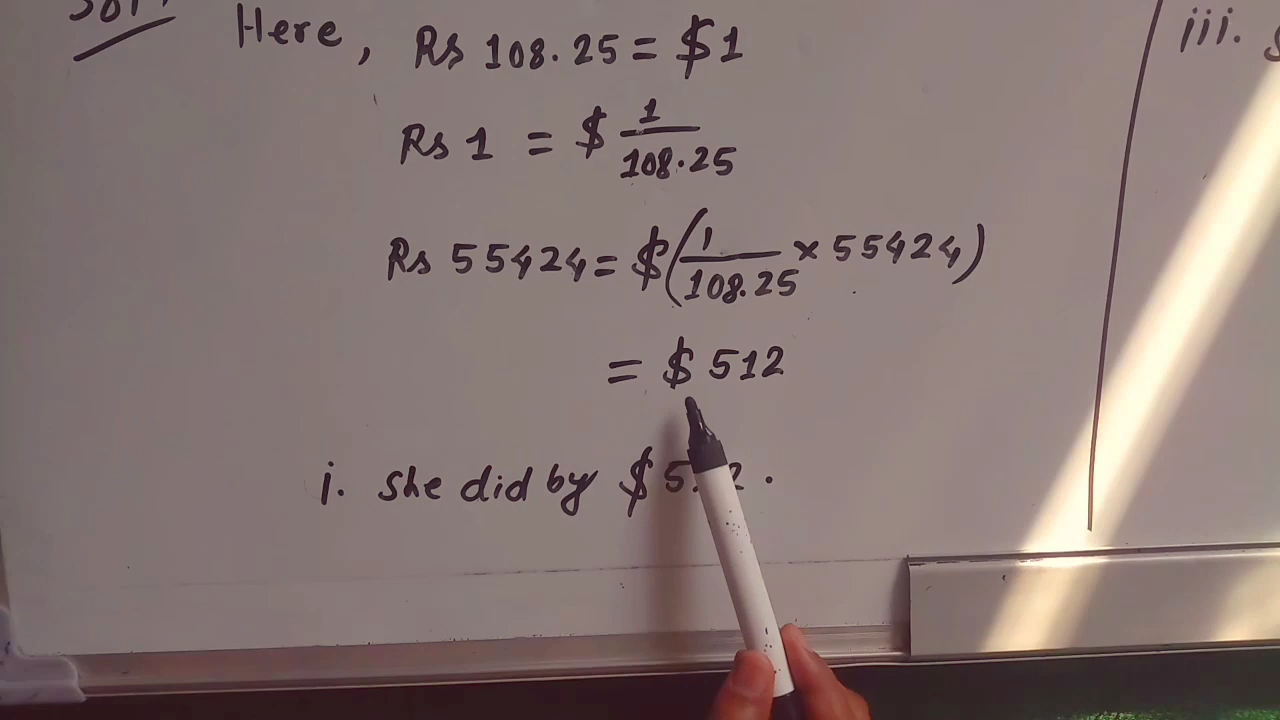 Here, Rs 108.25 = $1
Rs 1 = $ 1/108.25
Rs 55424 = $(1/108.25 × 55424)
= $ 512
i. she did by $
iii.